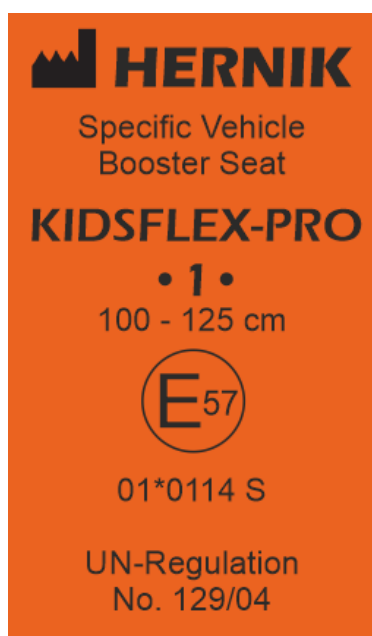 HERNIK
Specific Vehicle
Booster Seat
KIDSFLEX-PRO
• 1 •
100 - 125 cm
E57
01*0114 S
UN-Regulation
No. 129/04